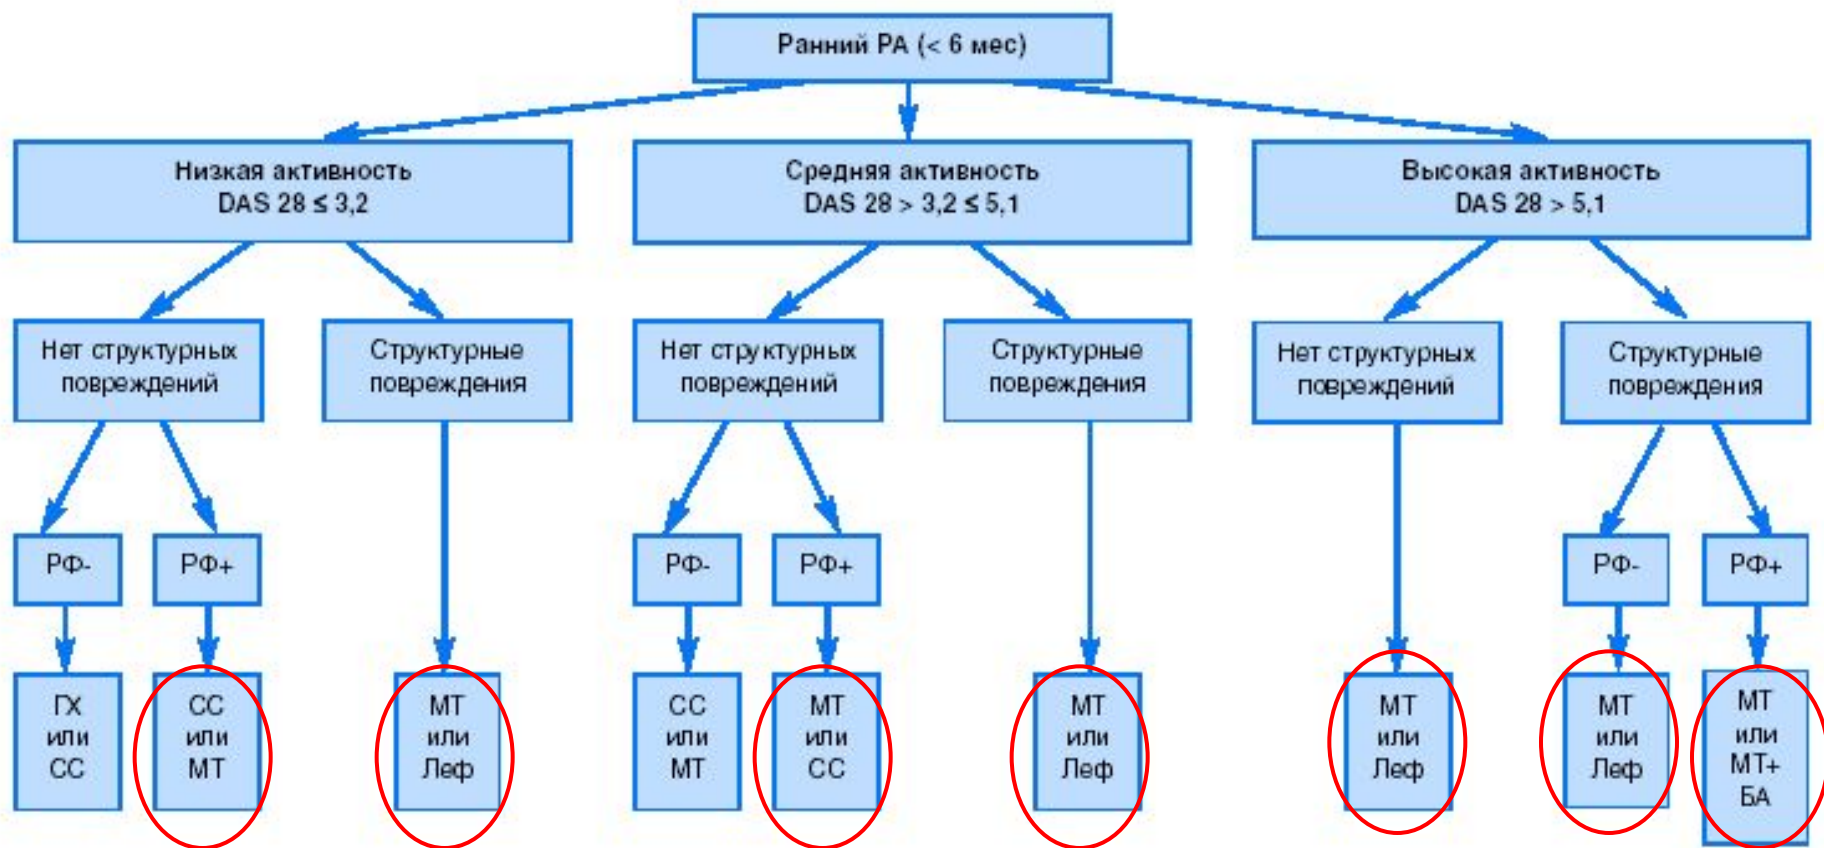 Ранний РА (< 6 мес)
Низкая активность
DAS 28 ≤ 3,2
Средняя активность
DAS 28 > 3,2 ≤ 5,1
Высокая активность
DAS 28 > 5,1
Нет структурных
повреждений
Структурные
повреждения
Нет структурных
повреждений
Структурные
повреждения
Нет структурных
повреждений
Структурные
повреждения
РФ-
РФ+
РФ-
РФ+
РФ-
РФ+
ГХ
или
СС
СС
или
МТ
МТ
или
Леф
СС
или
МТ
МТ
или
СС
МТ
или
Леф
МТ
или
Леф
МТ
или
Леф
МТ
или
МТ+
БА